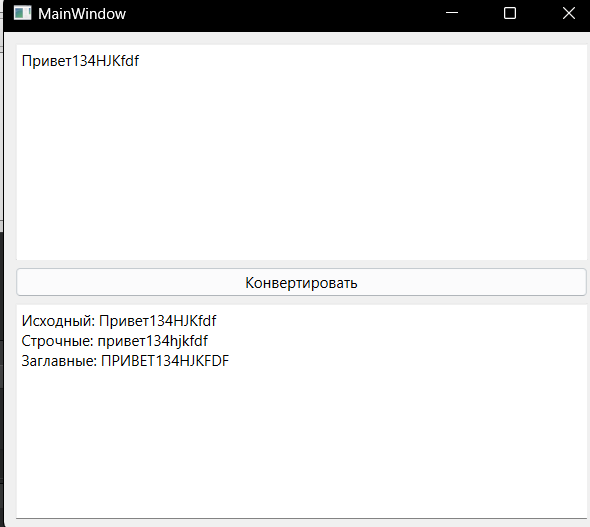 MainWindow
Привет134HJKfdf
Конвертировать
Исходный: Привет134HJKfdf
Строчные: привет134hjkfdf
Заглавные: ПРИВЕТ134HJKFDF